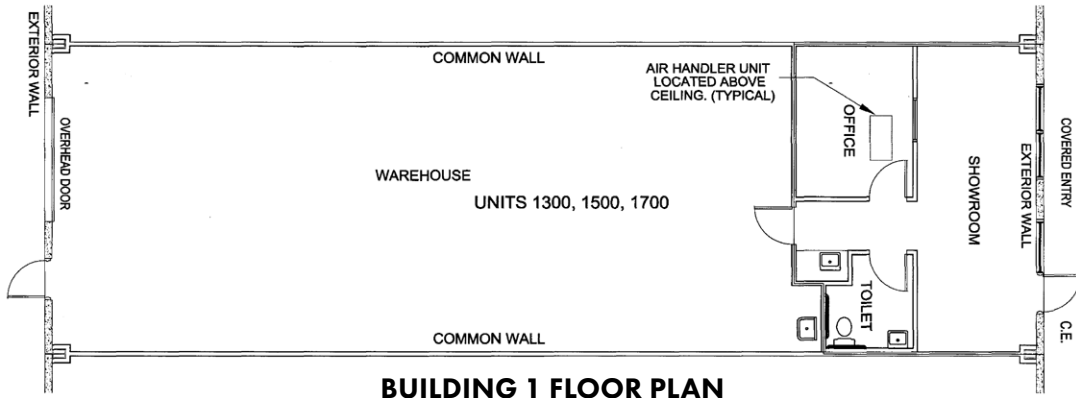 EXTERIOR WALL
OVERHEAD DOOR
COMMON WALL
WAREHOUSE
UNITS 1300, 1500, 1700
COMMON WALL
AIR HANDLER UNIT
LOCATED ABOVE
CEILING. (TYPICAL)
OFFICE
TOILET
SHOWROOM
EXTERIOR WALL
COVERED ENTRY
C.E.
BUILDING 1 FLOOR PLAN